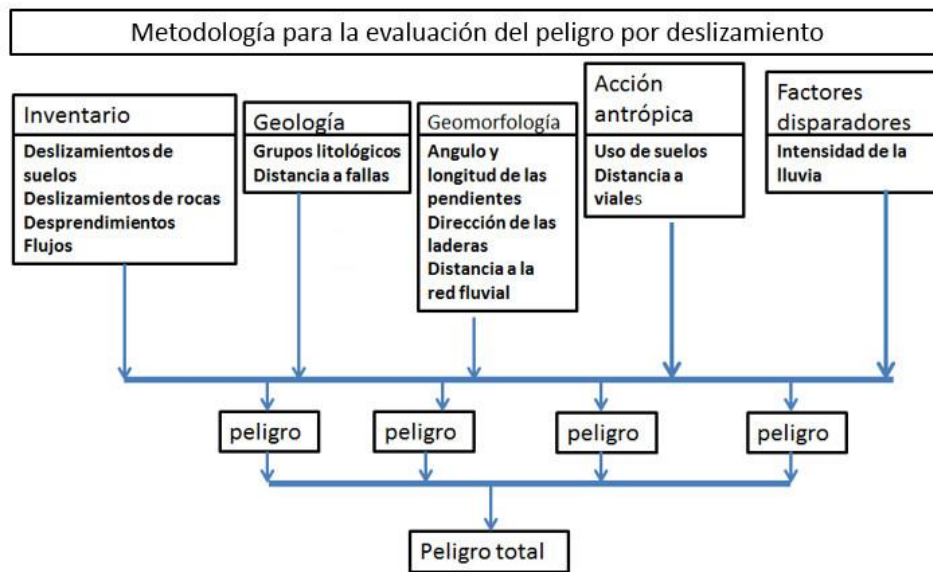 Metodología para la evaluación del peligro por deslizamiento
Inventario
Deslizamientos de
suelos
Deslizamientos de rocas
Desprendimientos
Flujos
Geología
Grupos litológicos
Distancia a fallas
Geomorfología
Angulo y
longitud de las
pendientes
Dirección de las
laderas
Distancia a la
red fluvial
Acción
antrópica
Uso de suelos
Distancia a
viales
Factores
disparadores
Intensidad de la
lluvia
peligro
peligro
peligro
peligro
Peligro total